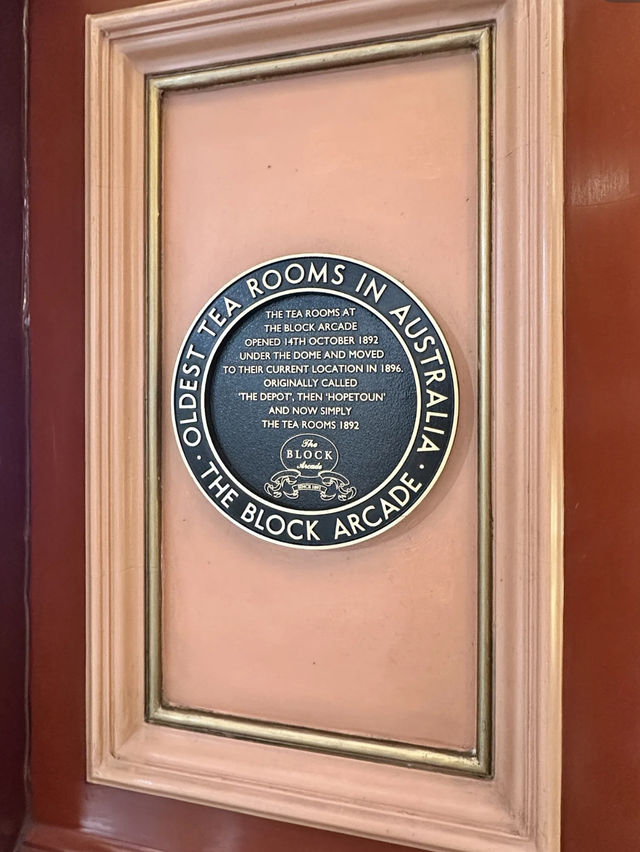 OLDEST TEA ROOMS IN AUSTRALIA
THE TEA ROOMS AT
THE BLOCK ARCADE
OPENED 14TH OCTOBER 1892
UNDER THE DOME AND MOVED
TO THEIR CURRENT LOCATION IN 1896.
ORIGINALLY CALLED
'THE DEPOT', THEN 'HOPETOUN'
AND NOW SIMPLY
THE TEA ROOMS 1892
The
BLOCK
Arcade
SINCE 1892
· THE BLOCK ARCADE ·